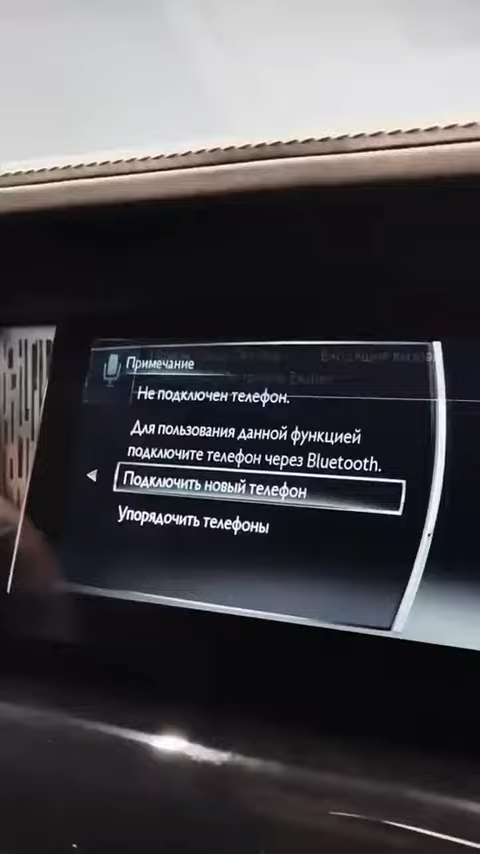 Примечание
Не подключен телефон.
Для пользования данной функцией
подключите телефон через Bluetooth.
Подключить новый телефон
Упорядочить телефоны